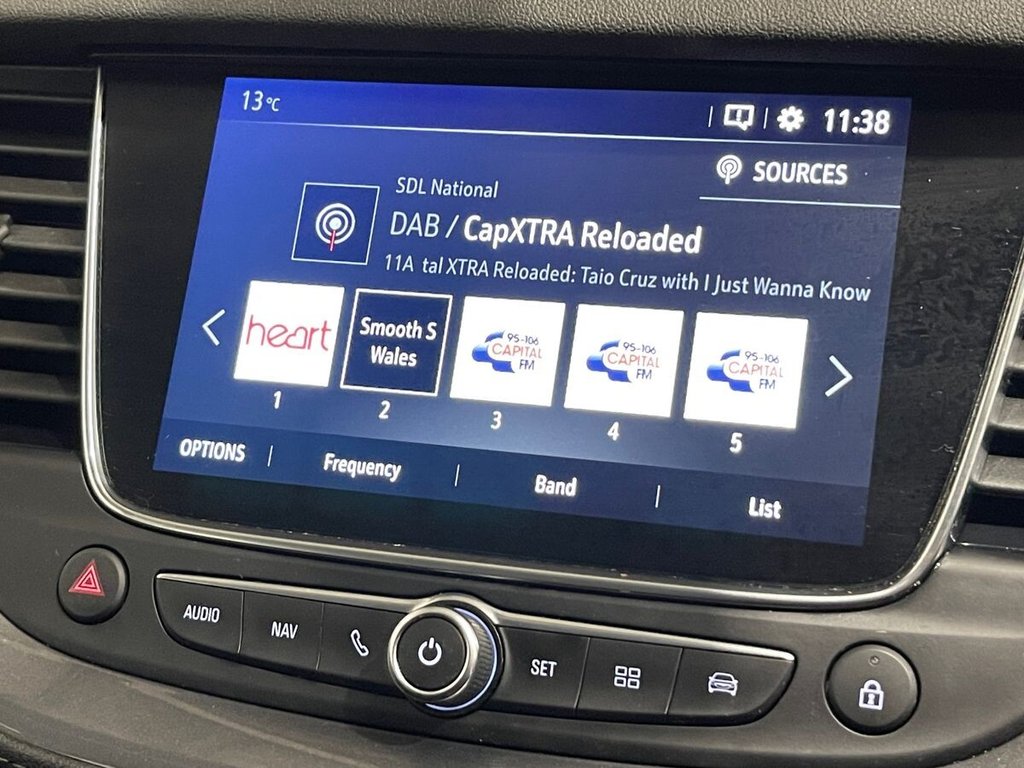 13°C
11:38
SOURCES
SDL National
DAB / CapXTRA Reloaded
11A tal XTRA Reloaded: Taio Cruz with I Just Wanna Know
heart
Smooth S
Wales
95-106
CAPITAL
FM
95-106
CAPITAL
FM
95-106
CAPITAL
FM
1
2
3
4
5
OPTIONS
Frequency
Band
List
AUDIO
NAV
SET